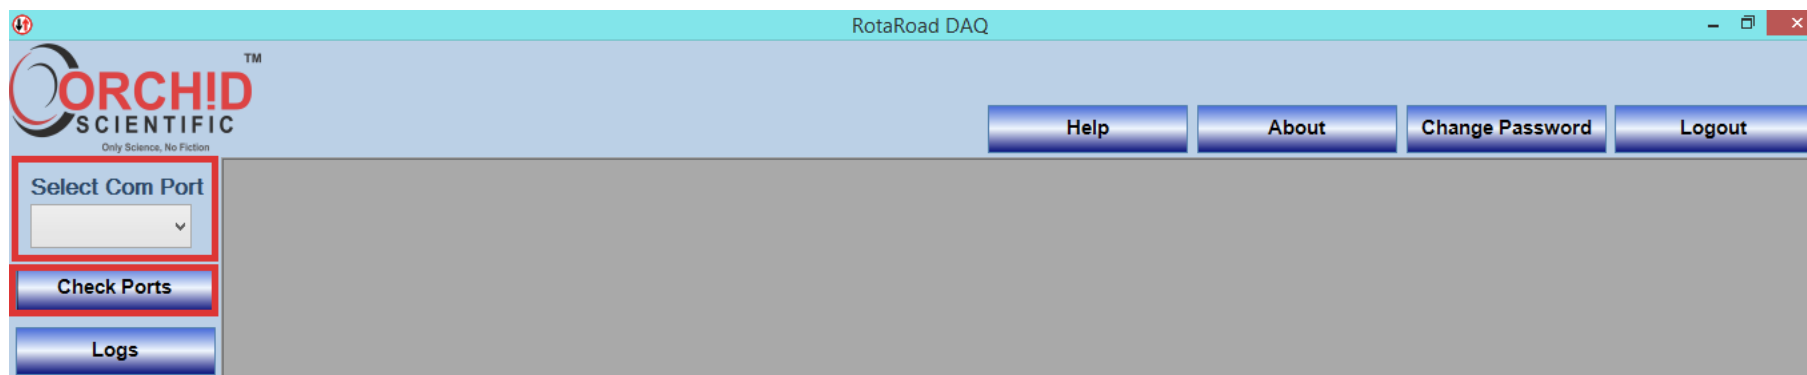 RotaRoad DAQ
TM
ORCH!D
SCIENTIFIC
Only Science, No Fiction
Help
About
Change Password
Logout
Select Com Port
Check Ports
Logs